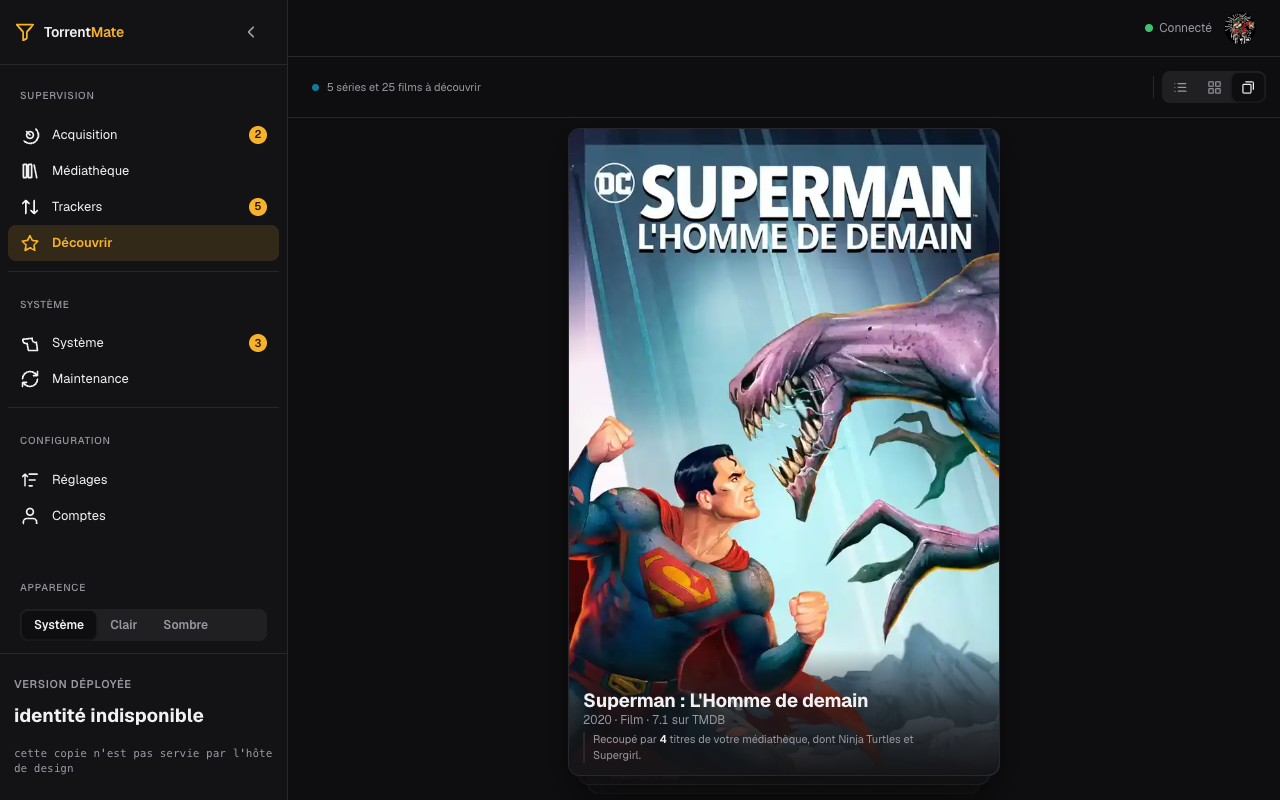 TorrentMate
Connecté
SUPERVISION
5 séries et 25 films à découvrir
Acquisition 2
Médiathèque
Trackers 5
Découvrir
SYSTÈME
Système 3
Maintenance
CONFIGURATION
Réglages
Comptes
APPARENCE
Système Clair Sombre
VERSION DÉPLOYÉE
identité indisponible
cette copie n'est pas servie par l'hôte
de design
DC SUPERMAN
L'HOMME DE DEMAIN
Superman : L'Homme de demain
2020 · Film · 7.1 sur TMDB
Recoupé par 4 titres de votre médiathèque, dont Ninja Turtles et
Supergirl.